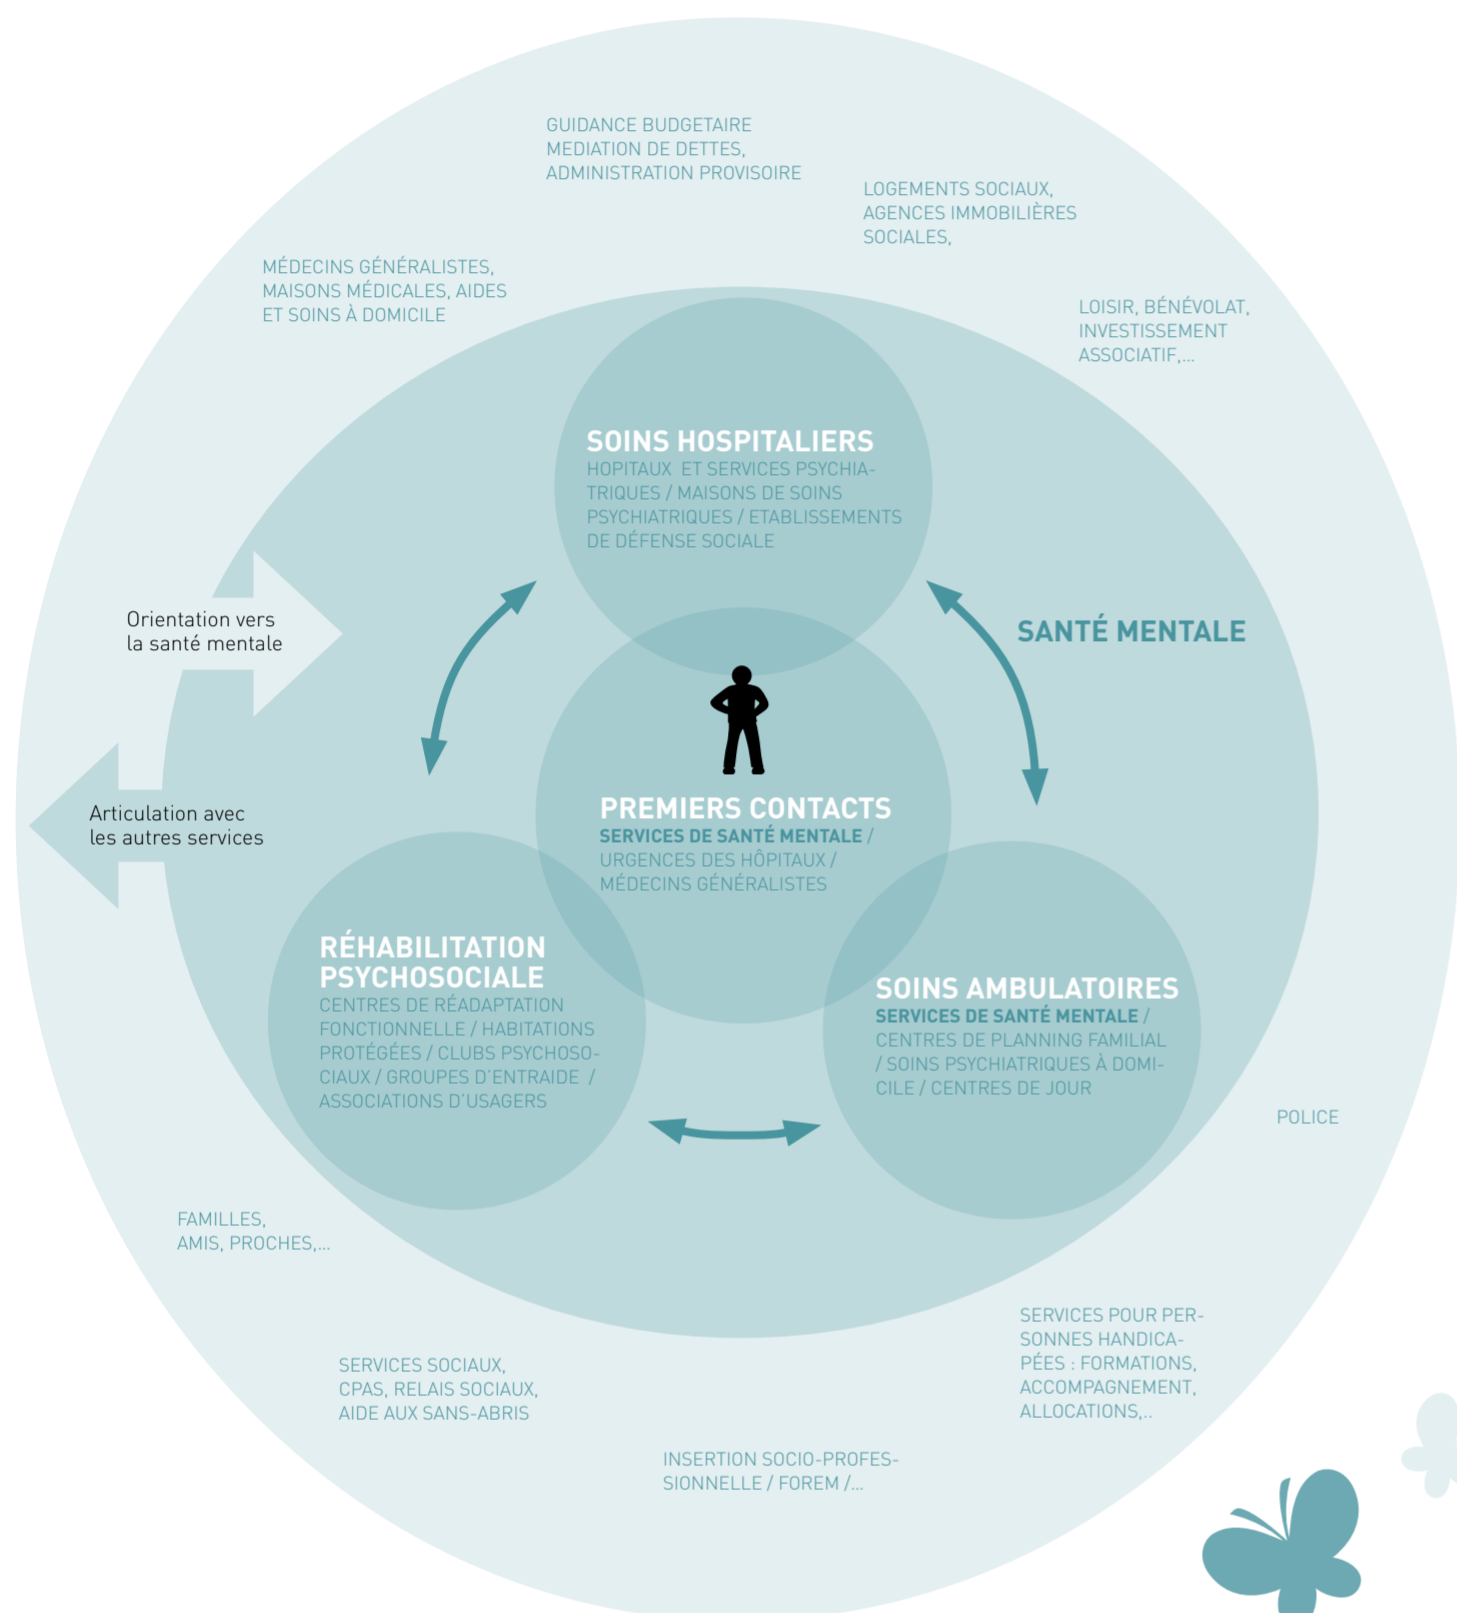 GUIDANCE BUDGETAIRE
MEDIATION DE DETTES,
ADMINISTRATION PROVISOIRE
LOGEMENTS SOCIAUX,
AGENCES IMMOBILIÈRES
SOCIALES,
MÉDECINS GÉNÉRALISTES,
MAISONS MÉDICALES, AIDES
ET SOINS À DOMICILE
LOISIR, BÉNÉVOLAT,
INVESTISSEMENT
ASSOCIATIF,...
SOINS HOSPITALIERS
HOPITAUX ET SERVICES PSYCHIA-
TRIQUES / MAISONS DE SOINS
PSYCHIATRIQUES / ETABLISSEMENTS
DE DÉFENSE SOCIALE
Orientation vers
la santé mentale
SANTÉ MENTALE
Articulation avec
les autres services
PREMIERS CONTACTS
SERVICES DE SANTÉ MENTALE /
URGENCES DES HÔPITAUX /
MÉDECINS GÉNÉRALISTES
RÉHABILITATION
PSYCHOSOCIALE
CENTRES DE RÉADAPTATION
FONCTIONNELLE / HABITATIONS
PROTÉGÉES / CLUBS PSYCHOSO-
CIAUX / GROUPES D'ENTRAIDE /
ASSOCIATIONS D'USAGERS
SOINS AMBULATOIRES
SERVICES DE SANTÉ MENTALE /
CENTRES DE PLANNING FAMILIAL
/ SOINS PSYCHIATRIQUES À DOMI-
CILE / CENTRES DE JOUR
POLICE
FAMILLES,
AMIS, PROCHES,...
SERVICES POUR PER-
SONNES HANDICA-
PÉES : FORMATIONS,
ACCOMPAGNEMENT,
ALLOCATIONS,..
SERVICES SOCIAUX,
CPAS, RELAIS SOCIAUX,
AIDE AUX SANS-ABRIS
INSERTION SOCIO-PROFES-
SIONNELLE / FOREM /...